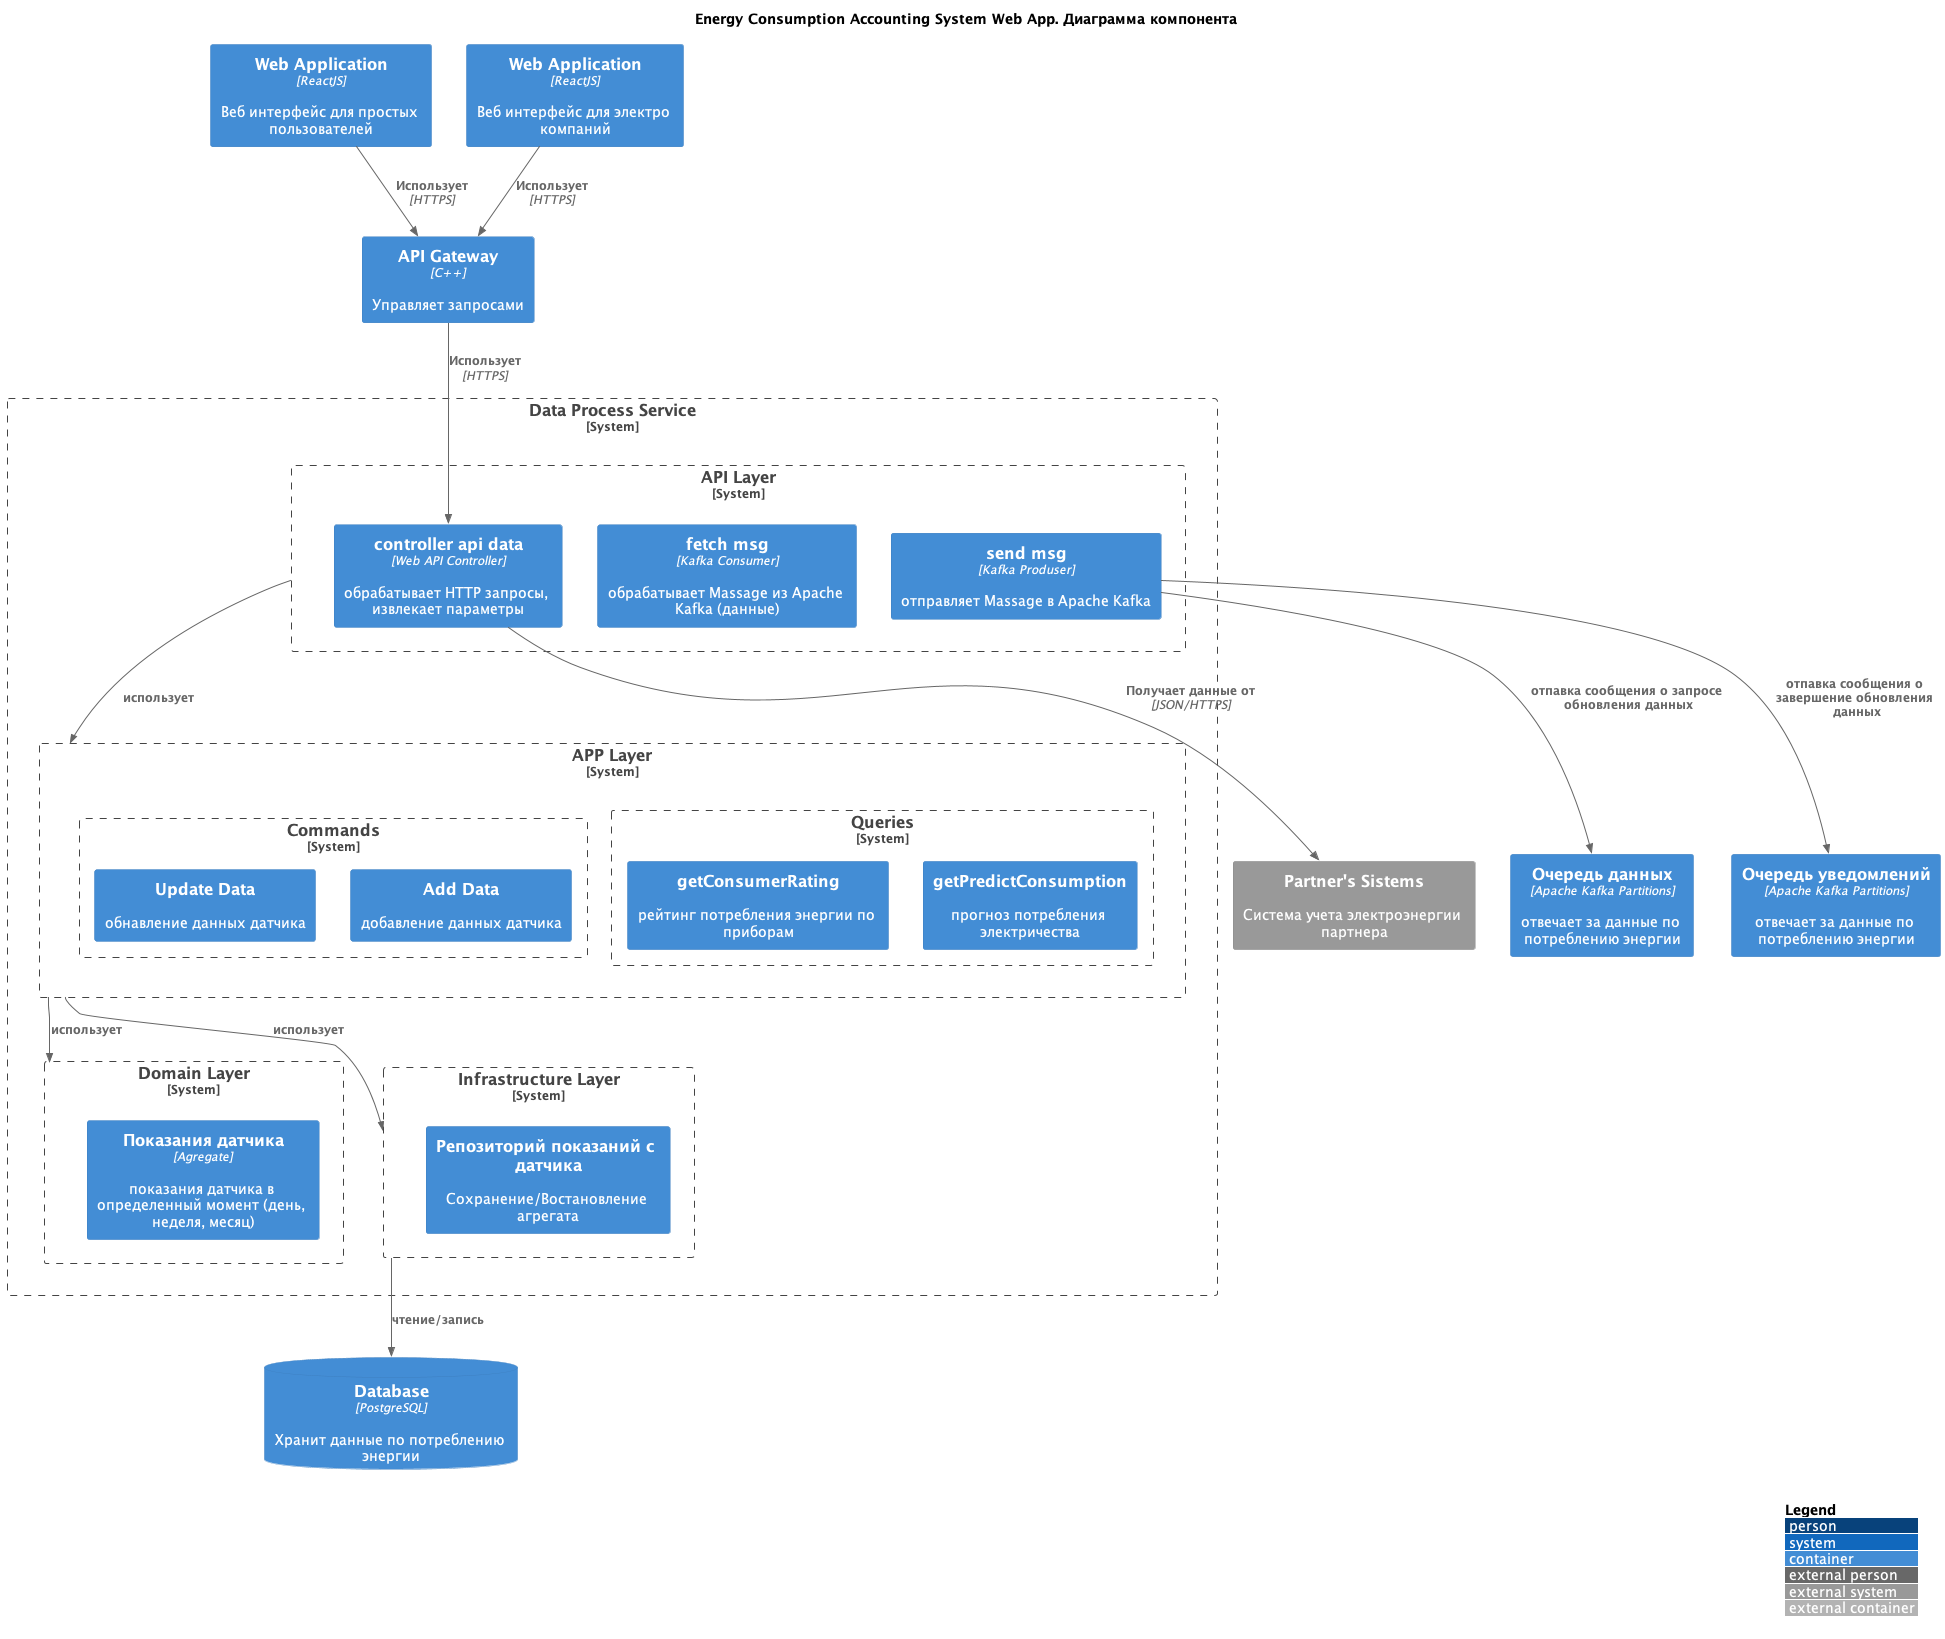 Energy Consumption Accounting System Web App. Диаграмма компонента
Web Application
[ReactJS]
Веб интерфейс для простых
пользователей
Web Application
[ReactJS]
Веб интерфейс для электро
компаний
Использует
[HTTPS]
Использует
[HTTPS]
API Gateway
[C++]
Управляет запросами
Использует
[HTTPS]
Data Process Service
[System]
API Layer
[System]
controller api data
[Web API Controller]
обрабатывает HTTP запросы,
извлекает параметры
fetch msg
[Kafka Consumer]
обрабатывает Massage из Apache
Kafka (данные)
send msg
[Kafka Produser]
отправляет Massage в Apache Kafka
использует
Получает данные от
[JSON/HTTPS]
отпавка сообщения о запросе
обновления данных
отпавка сообщения о
завершение обновления
данных
APP Layer
[System]
Commands
[System]
Update Data
обнавление данных датчика
Add Data
добавление данных датчика
Queries
[System]
getConsumerRating
рейтинг потребления энергии по
приборам
getPredictConsumption
прогноз потребления
электричества
Partner's Sistems
Система учета электроэнергии
партнера
Очередь данных
[Apache Kafka Partitions]
отвечает за данные по
потреблению энергии
Очередь уведомлений
[Apache Kafka Partitions]
отвечает за данные по
потреблению энергии
использует
использует
Domain Layer
[System]
Показания датчика
[Agregate]
показания датчика в
определенный момент (день,
неделя, месяц)
Infrastructure Layer
[System]
Репозиторий показаний с
датчика
Сохранение/Востановление
агрегата
чтение/запись
Database
[PostgreSQL]
Хранит данные по потреблению
энергии
Legend
person
system
container
external person
external system
external container